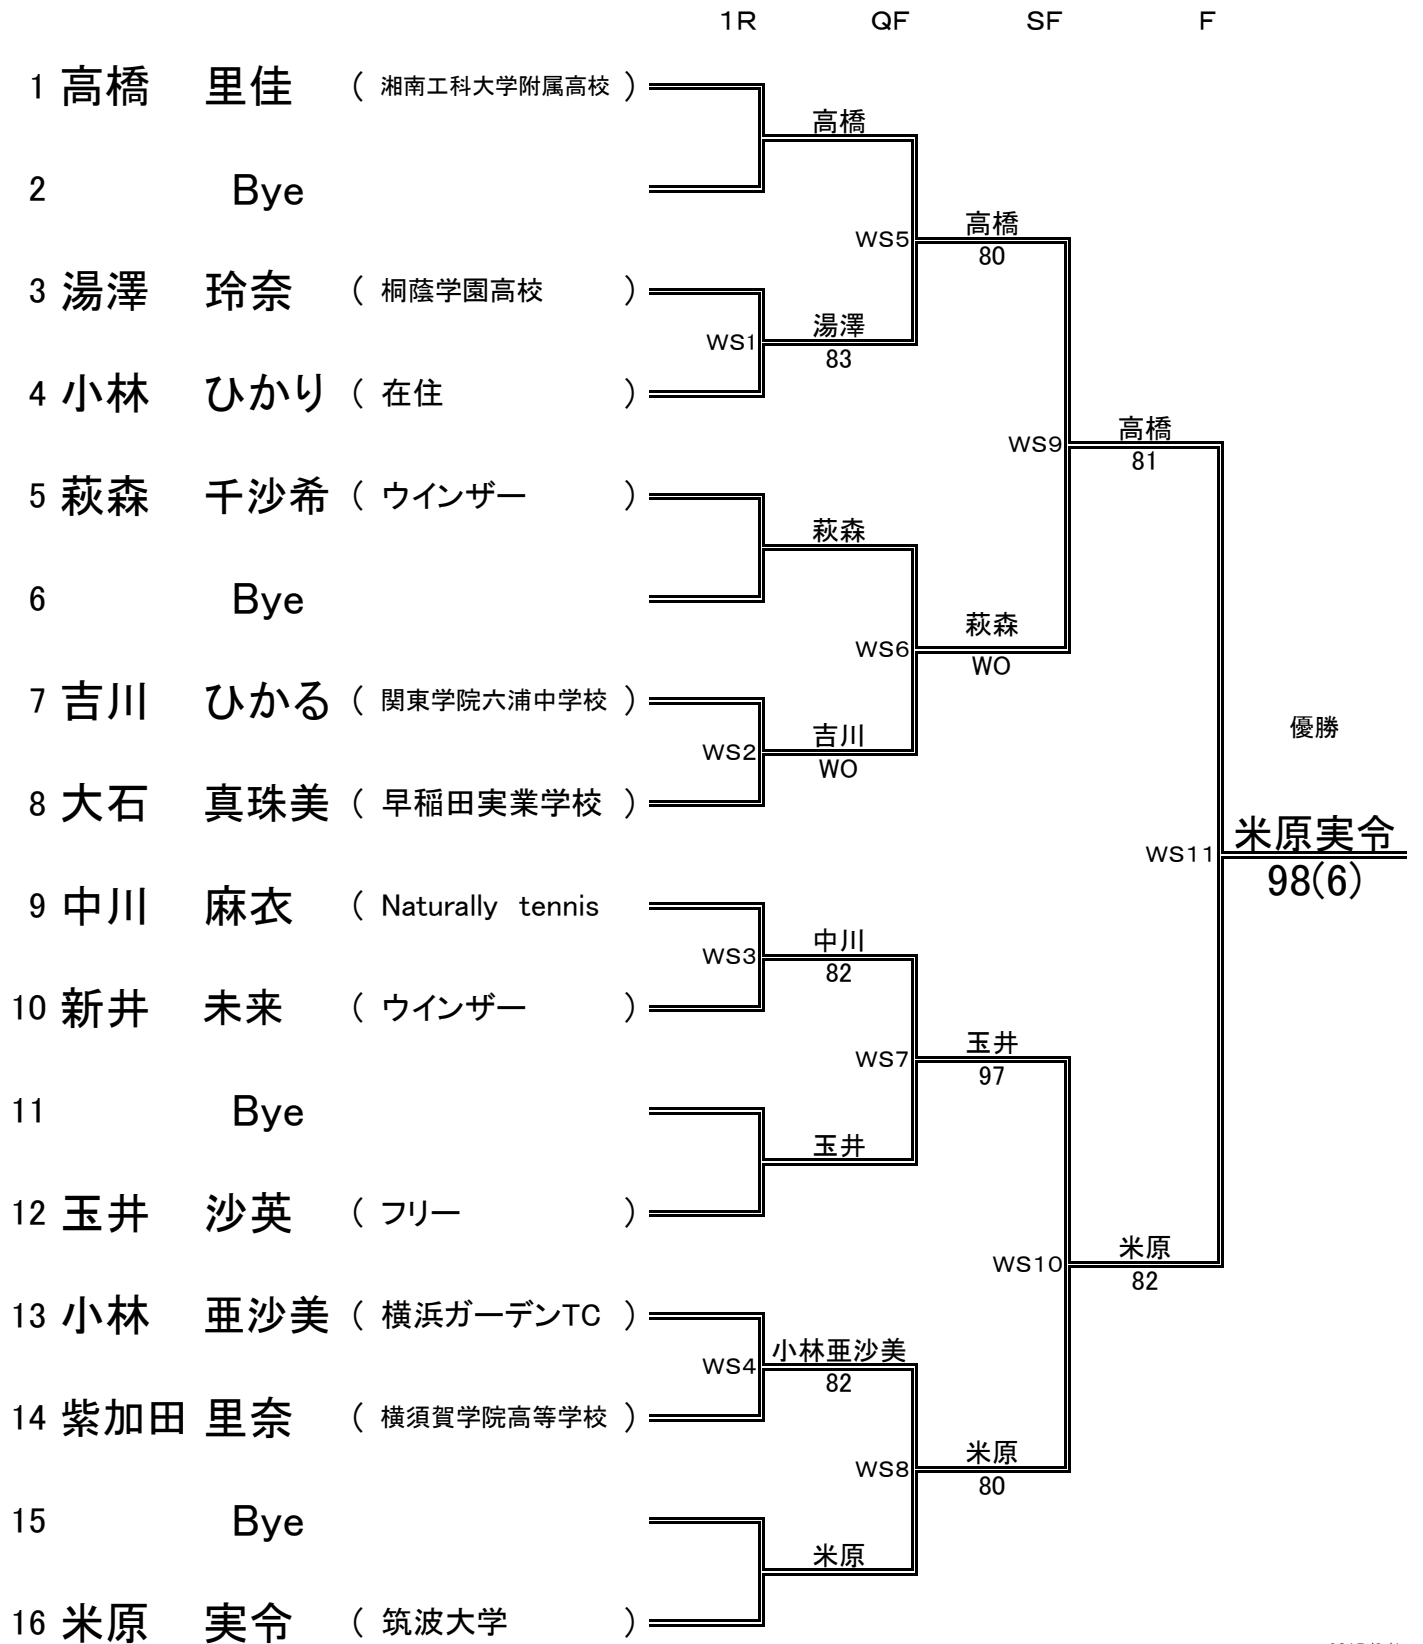 1R QF SF F
1 高橋 里佳 ( 湘南工科大学附属高校 )
高橋
2 Bye
WS5 高橋
80
3 湯澤 玲奈 ( 桐蔭学園高校 )
WS1 湯澤
83
4 小林 ひかり ( 在住 )
WS9 高橋
81
5 萩森 千沙希 ( ウインザー )
萩森
6 Bye
WS6 萩森
WO
7 吉川 ひかる ( 関東学院六浦中学校 )
優勝
WS2 吉川
WO
8 大石 真珠美 ( 早稲田実業学校 )
WS11 米原実令
98(6)
9 中川 麻衣 ( Naturally tennis
WS3 中川
82
10 新井 未来 ( ウインザー )
WS7 玉井
97
11 Bye
玉井
12 玉井 沙英 ( フリー )
WS10 米原
82
13 小林 亜沙美 ( 横浜ガーデンTC )
WS4 小林亜沙美
82
14 紫加田 里奈 ( 横須賀学院高等学校 )
WS8 米原
80
15 Bye
米原
16 米原 実令 ( 筑波大学 )